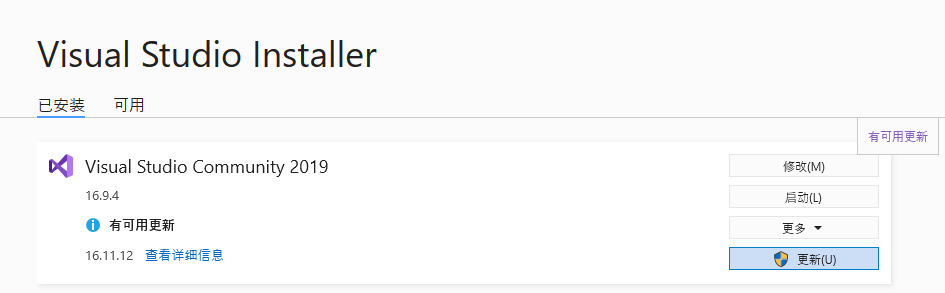 Visual Studio Installer
已安装 可用
有可用更新
Visual Studio Community 2019
修改(M)
16.9.4
启动(L)
有可用更新
更多
16.11.12 查看详细信息
更新(U)